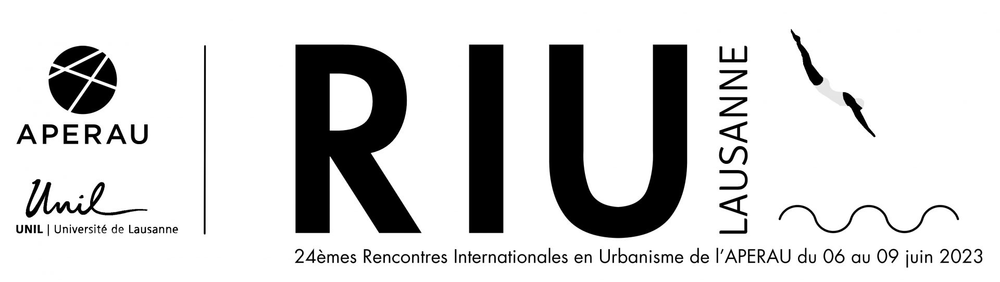 APERAU
Unil
UNIL | Université de Lausanne
RIU
LAUSANNE
24èmes Rencontres Internationales en Urbanisme de l'APERAU du 06 au 09 juin 2023